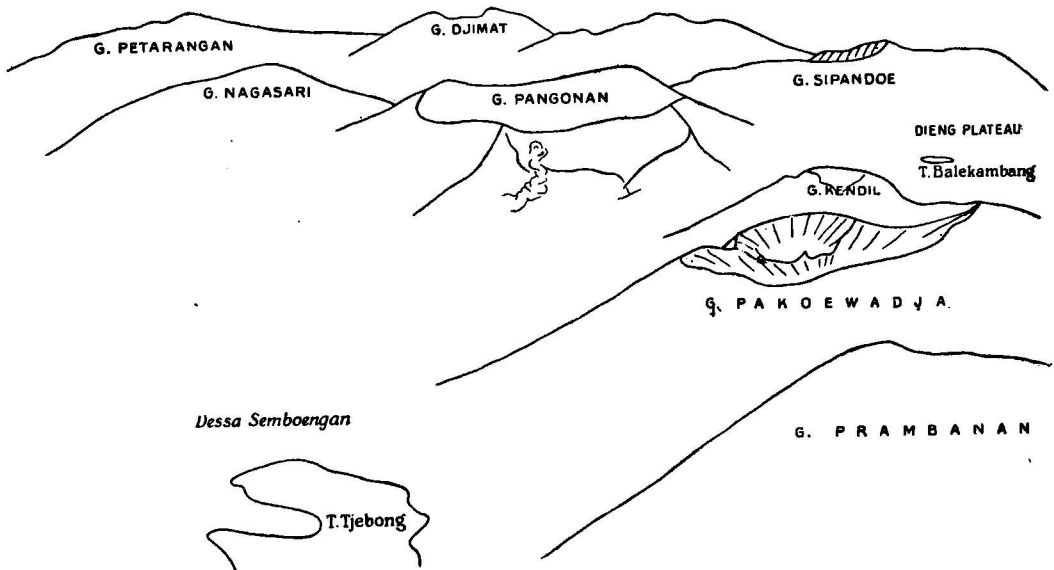 G. DJIMAT
G. PETARANGAN
G. SIPANDOE
G. NAGASARI
G. PANGONAN
DIENG PLATEAU
T. Balekambang
G. KENDIL
G. PAKOEWADJA
Dessa Semboengan
G. PRAMBANAN
T. Tjebong